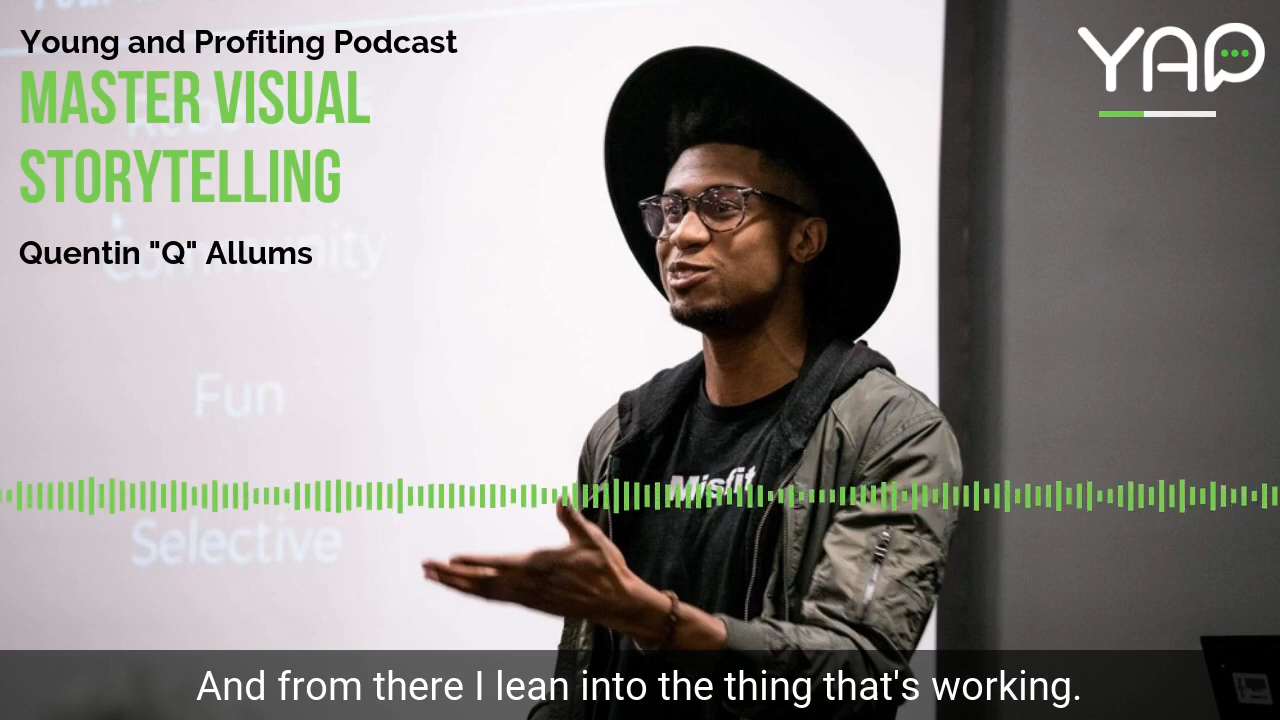 Young and Profiting Podcast
YAP
MASTER VISUAL
STORYTELLING
Quentin "Q" Allums
Community
Fun
Misfit
Selective
And from there I lean into the thing that's working.